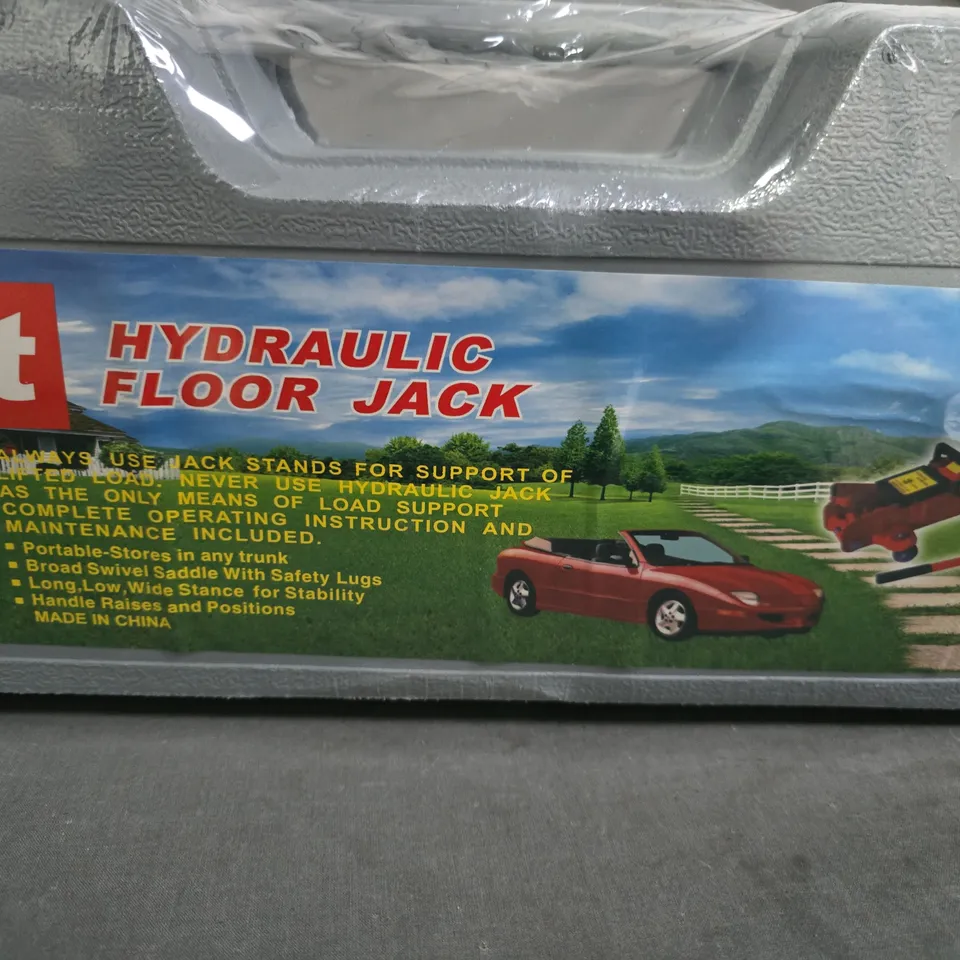 t
HYDRAULIC
FLOOR JACK
ALWAYS USE JACK STANDS FOR SUPPORT OF
LIFTED LOAD. NEVER USE HYDRAULIC JACK
AS THE ONLY MEANS OF LOAD SUPPORT
COMPLETE OPERATING INSTRUCTION AND
MAINTENANCE INCLUDED.
▪ Portable-Stores in any trunk
▪ Broad Swivel Saddle With Safety Lugs
▪ Long,Low,Wide Stance for Stability
▪ Handle Raises and Positions
MADE IN CHINA